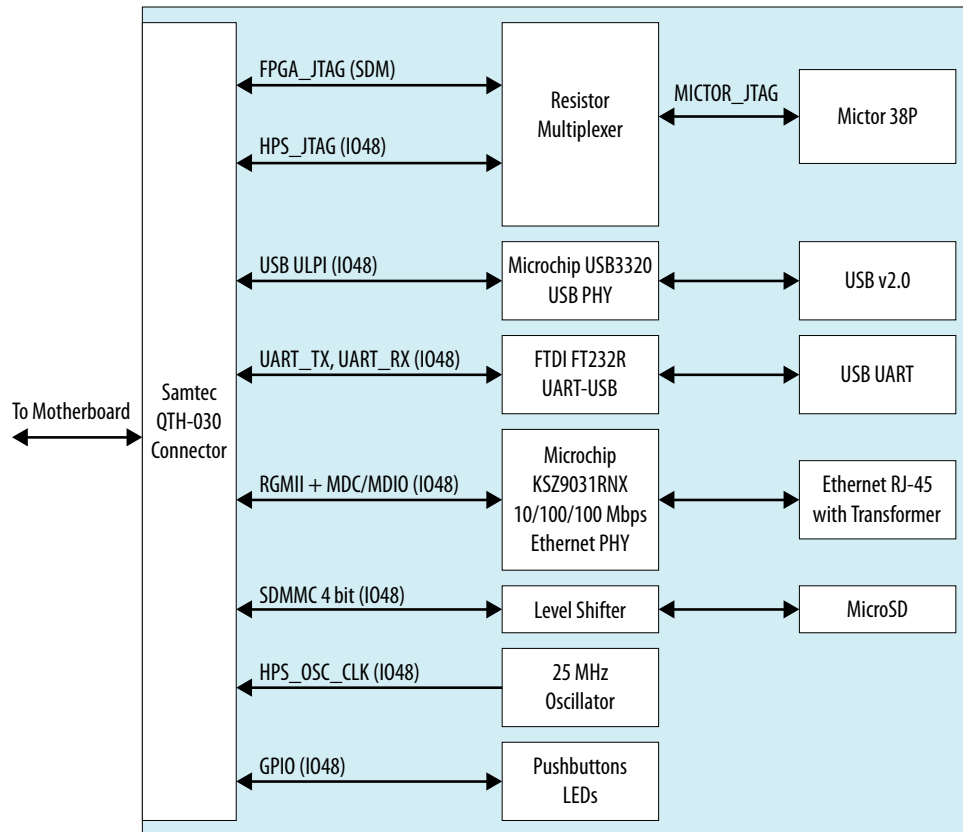 FPGA_JTAG (SDM)
Resistor
Multiplexer
MICTOR_JTAG
Mictor 38P
HPS_JTAG (IO48)
USB ULPI (IO48)
Microchip USB3320
USB PHY
USB v2.0
UART_TX, UART_RX (IO48)
FTDI FT232R
UART-USB
USB UART
To Motherboard
Samtec
QTH-030
Connector
RGMII + MDC/MDIO (IO48)
Microchip
KSZ9031RNX
10/100/100 Mbps
Ethernet PHY
Ethernet RJ-45
with Transformer
SDMMC 4 bit (IO48)
Level Shifter
MicroSD
HPS_OSC_CLK (IO48)
25 MHz
Oscillator
GPIO (IO48)
Pushbuttons
LEDs